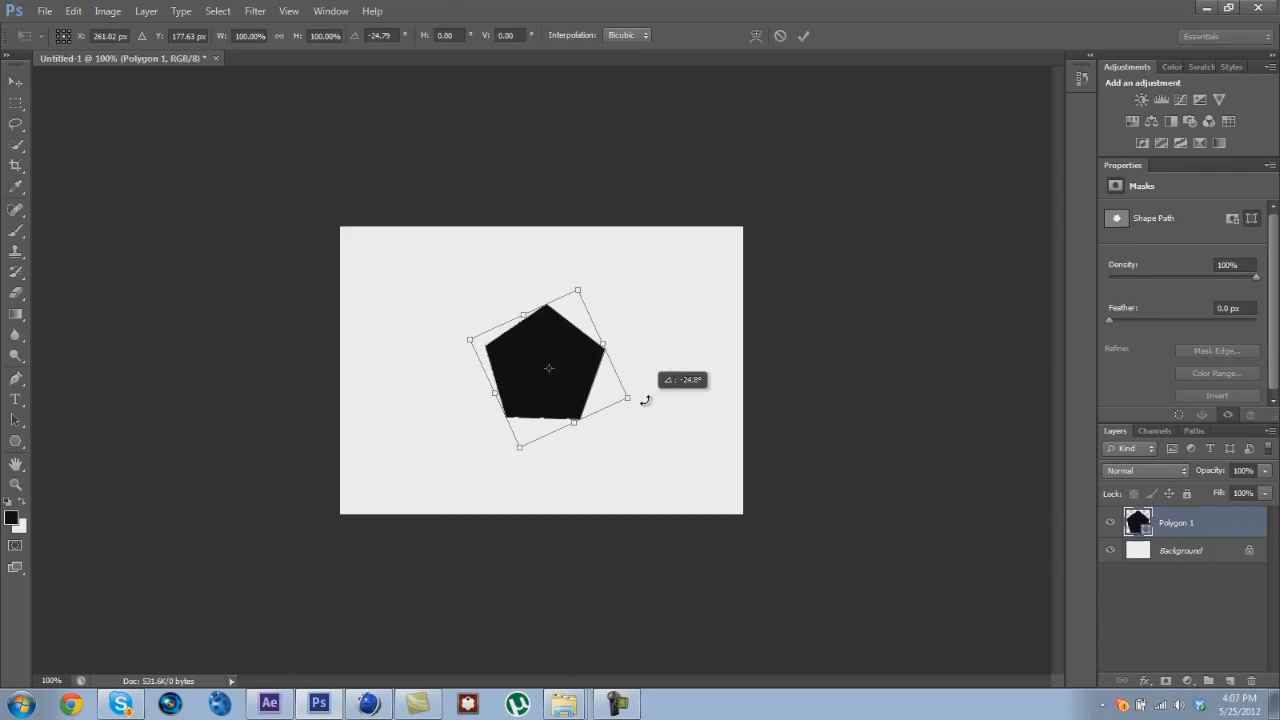 Ps File Edit Image Layer Type Select Filter View Window Help
X: 261.02 px Y: 177.63 px W: 100.00% H: 100.00% -24.79 ° H: 0.00 ° V: 0.00 ° Interpolation: Bicubic Essentials
Untitled-1 @ 100% (Polygon 1, RGB/8) * ×
Adjustments Color Swatch Styles
Add an adjustment
Properties
Masks
Shape Path
Density: 100%
Feather: 0.0 px
Refine: Mask Edge...
Color Range...
Invert
-24.8°
Layers Channels Paths
Kind
Normal Opacity: 100%
Lock: Fill: 100%
Polygon 1
Background
100% Doc: 531.6K/0 bytes
Ae Ps
4:07 PM
5/25/2012